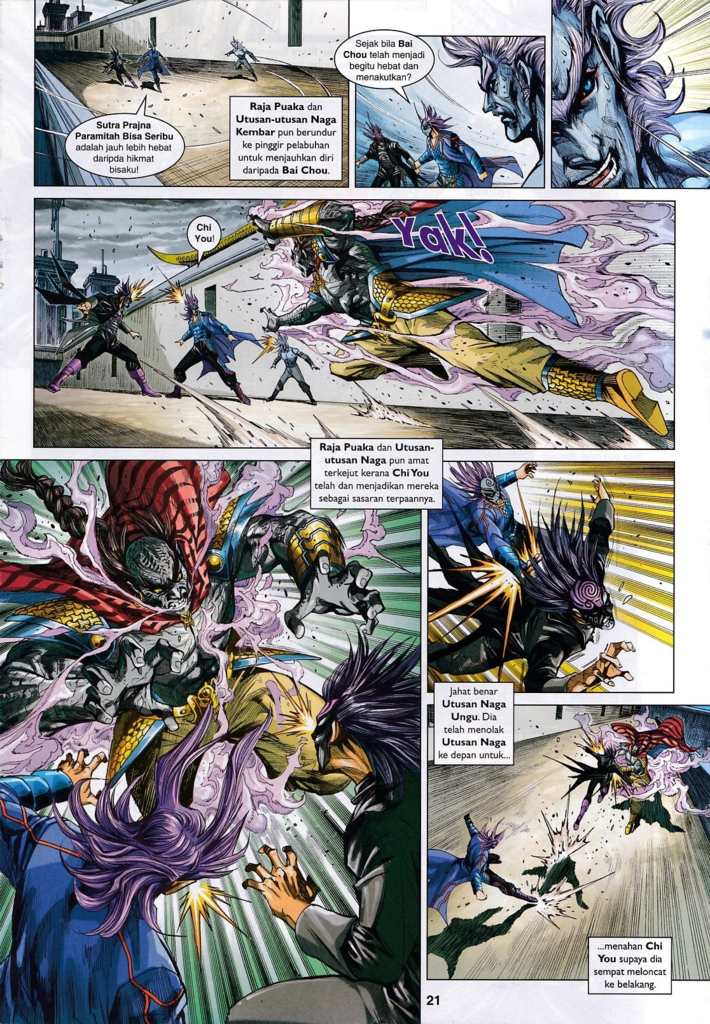 Sutra Prajna
Paramitah Bisa Seribu
adalah jauh lebih hebat
daripda hikmat
bisaku!
Raja Puaka dan
Utusan-utusan Naga
Kembar pun berundur
ke pinggir pelabuhan
untuk menjauhkan diri
daripada Bai Chou.
Sejak bila Bai
Chou telah menjadi
begitu hebat dan
menakutkan?
Chi
You!
Yak!
Raja Puaka dan Utusan-
utusan Naga pun amat
terkejut kerana Chi You
telah dan menjadikan mereka
sebagai sasaran terpaannya.
Jahat benar
Utusan Naga
Ungu. Dia
telah menolak
Utusan Naga
ke depan untuk...
...menahan Chi
You supaya dia
sempat meloncat
ke belakang.
21